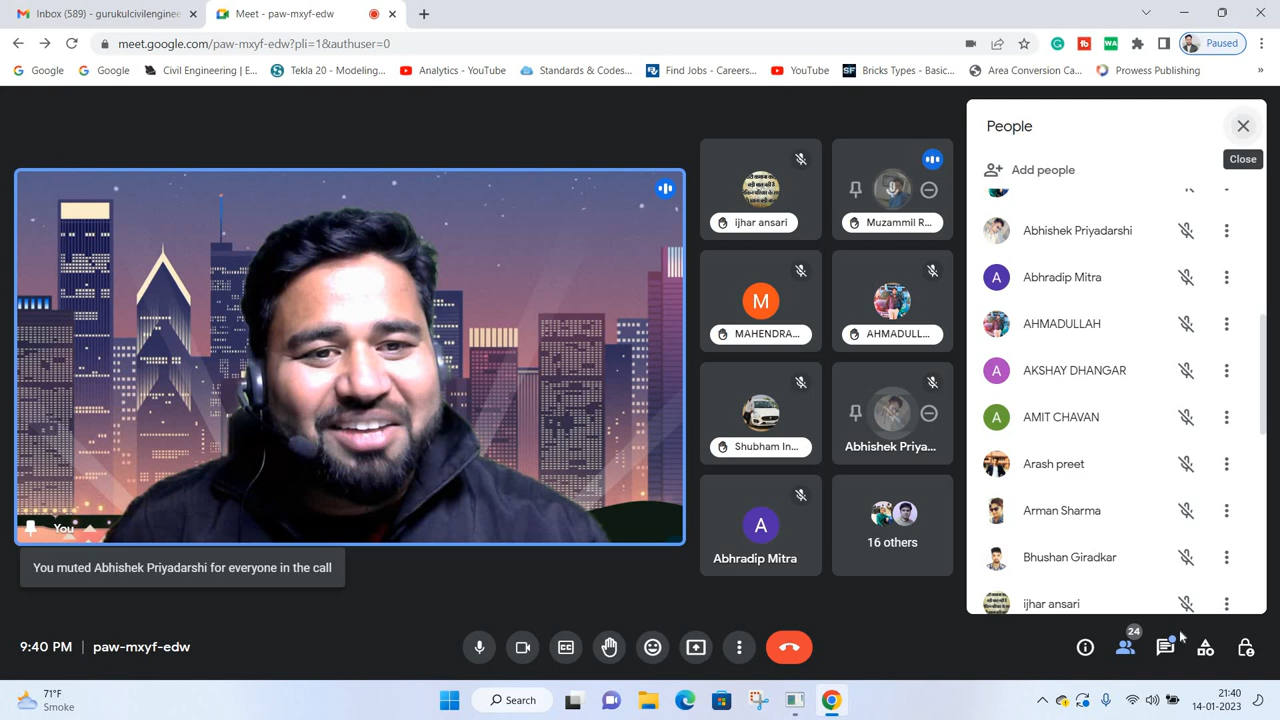 Inbox (589) - gurukulcivilengine
Meet - paw-mxyf-edw
meet.google.com/paw-mxyf-edw?pli=1&authuser=0
Paused
Google
Google
Civil Engineering | E...
Tekla 20 - Modeling...
Analytics - YouTube
Standards & Codes...
Find Jobs - Careers...
YouTube
Bricks Types - Basic...
Area Conversion Ca...
Prowess Publishing
»
People
Close
Add people
Abhishek Priyadarshi
Abhradip Mitra
AHMADULLAH
AKSHAY DHANGAR
AMIT CHAVAN
Arash preet
Arman Sharma
Bhushan Giradkar
ijhar ansari
ijhar ansari
Muzammil R...
M
MAHENDRA...
AHMADULL...
Shubham In...
Abhishek Priya...
A
Abhradip Mitra
16 others
A
A
A
You
You muted Abhishek Priyadarshi for everyone in the call
9:40 PM | paw-mxyf-edw
24
71°F
Smoke
Search
21:40
14-01-2023